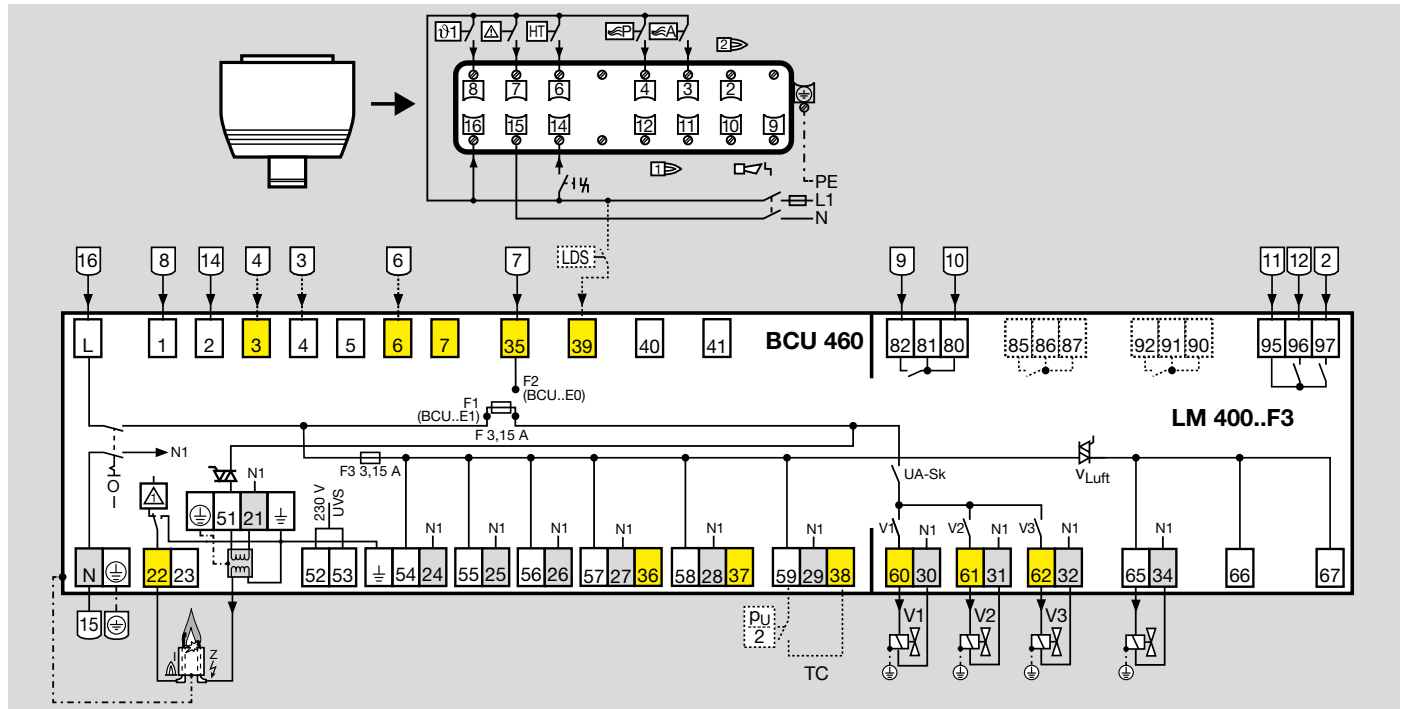 ϑ1 HT P A 2
8 7 6 4 3 2
16 15 14 12 11 10 9
1
PE
L1
N
16 8 14 4 3 6 LDS 7 9 10 11 12 2
L 1 2 3 4 5 6 7 35 39 40 41 BCU 460 82 81 80 85 86 87 92 91 90 95 96 97
F2
(BCU..E0)
F1
(BCU..E1)
F 3,15 A
LM 400..F3
N1
F3 3,15 A
UA-Sk
vLuft
O
I
N1
230 V
UVS
51 21
N1 N1 N1 N1 N1 N1 V1 N1 V2 N1 V3 N1 N1
N 22 23 52 53 54 24 55 25 56 26 57 27 36 58 28 37 59 29 38 60 30 61 31 62 32 65 34 66 67
15
pU
2
TC
V1 V2 V3
I Z